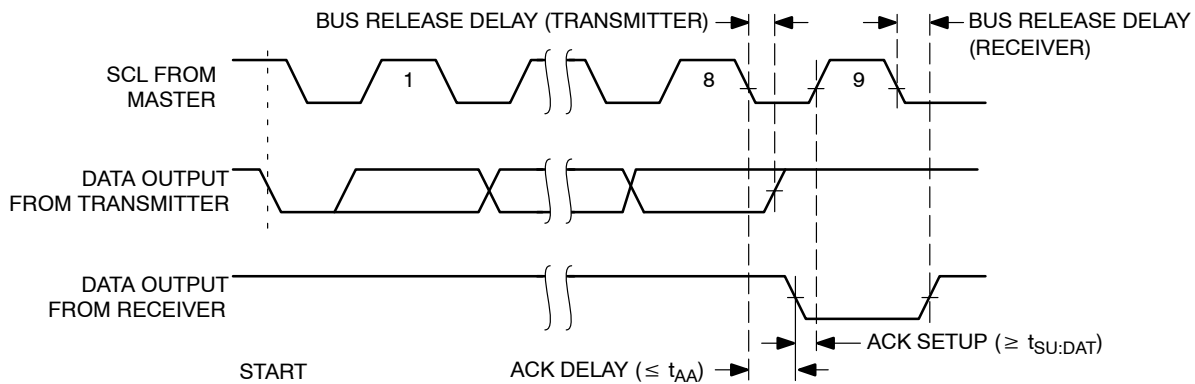 BUS RELEASE DELAY (TRANSMITTER)
BUS RELEASE DELAY
(RECEIVER)
SCL FROM
MASTER
1
8
9
DATA OUTPUT
FROM TRANSMITTER
DATA OUTPUT
FROM RECEIVER
ACK SETUP (≥ tSU:DAT)
START
ACK DELAY (≤ tAA)